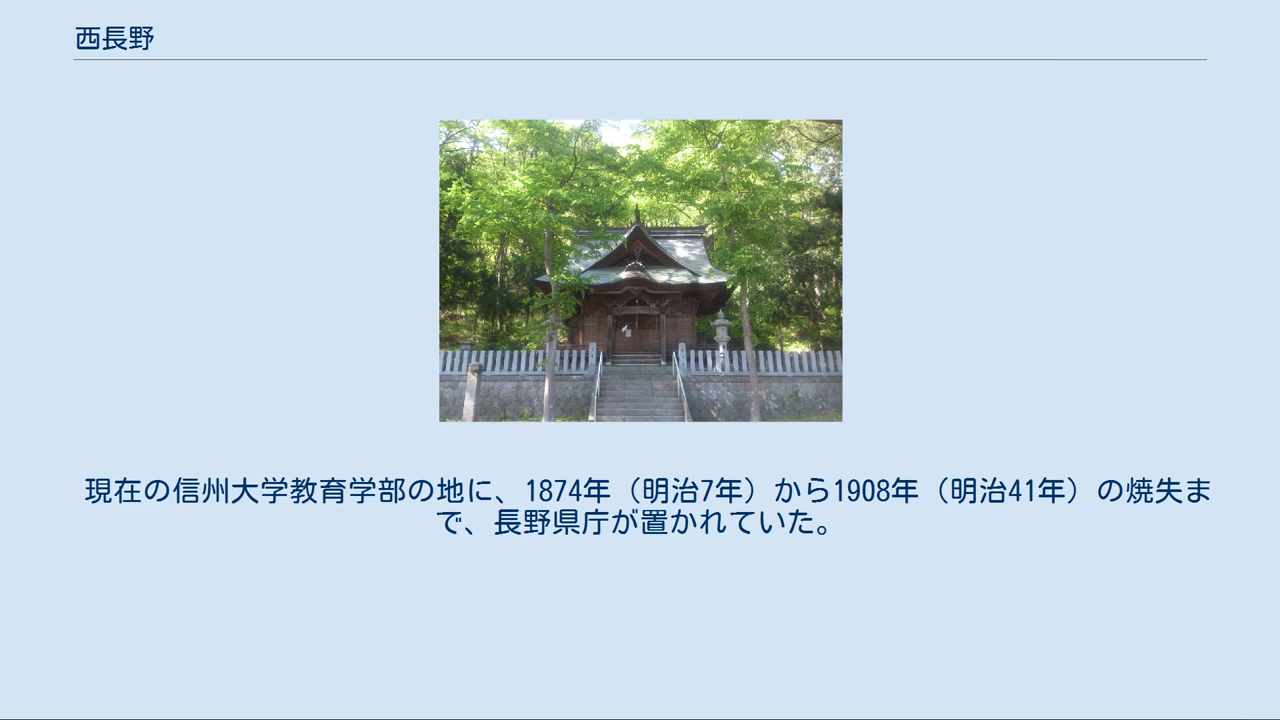 西長野
現在の信州大学教育学部の地に、1874年（明治7年）から1908年（明治41年）の焼失ま
で、長野県庁が置かれていた。